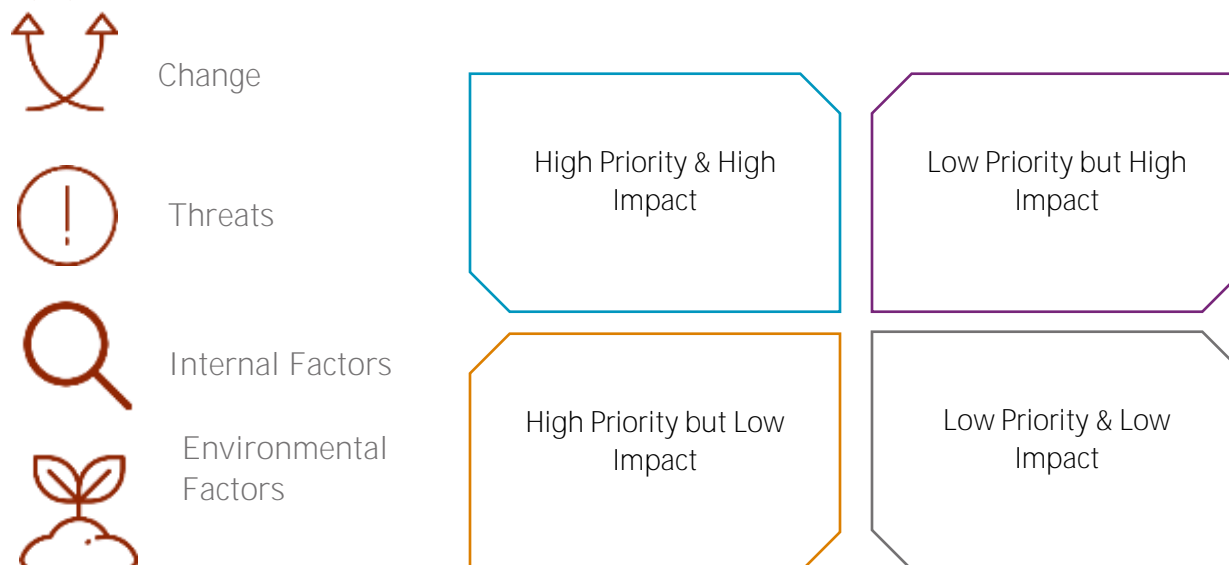 Change
Threats
Internal Factors
Environmental
Factors
High Priority & High
Impact
Low Priority but High
Impact
High Priority but Low
Impact
Low Priority & Low
Impact